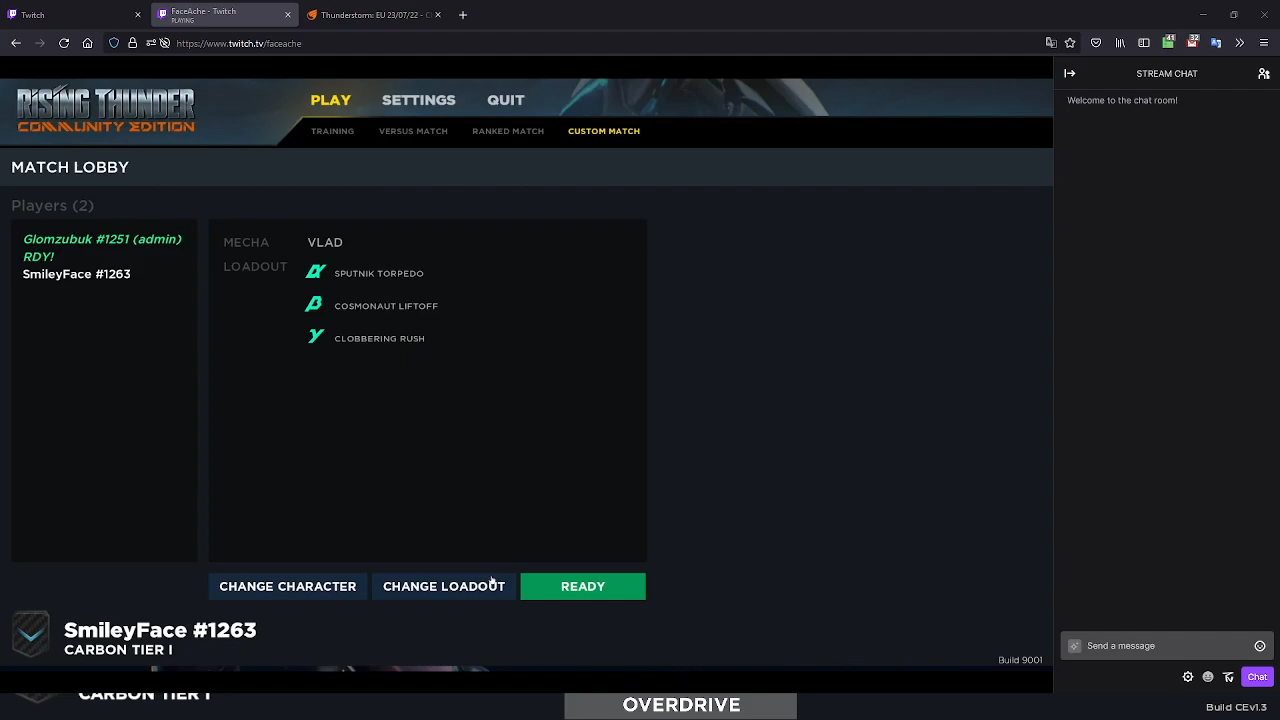 Twitch
FaceAche - Twitch
PLAYING
Thunderstorm: EU 23/07/22 - C
https://www.twitch.tv/faceache
RISING THUNDER
COMMUNITY EDITION
PLAY SETTINGS QUIT
TRAINING VERSUS MATCH RANKED MATCH CUSTOM MATCH
MATCH LOBBY
Players (2)
Glomzubuk #1251 (admin)
RDY!
SmileyFace #1263
MECHA VLAD
LOADOUT
SPUTNIK TORPEDO
COSMONAUT LIFTOFF
CLOBBERING RUSH
CHANGE CHARACTER CHANGE LOADOUT READY
SmileyFace #1263
CARBON TIER I
Build 9001
CARBON TIER I
OVERDRIVE
Build CEv1.3
STREAM CHAT
Welcome to the chat room!
Send a message
Chat